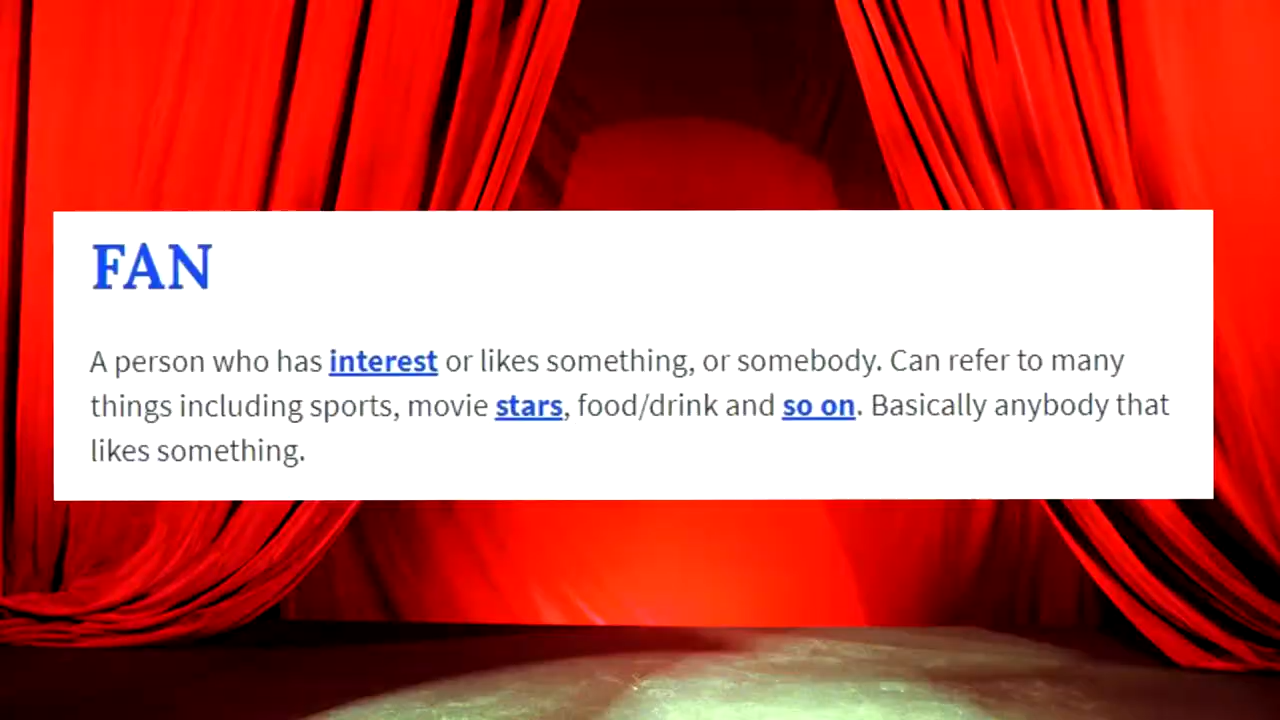 FAN
A person who has interest or likes something, or somebody. Can refer to many
things including sports, movie stars, food/drink and so on. Basically anybody that
likes something.